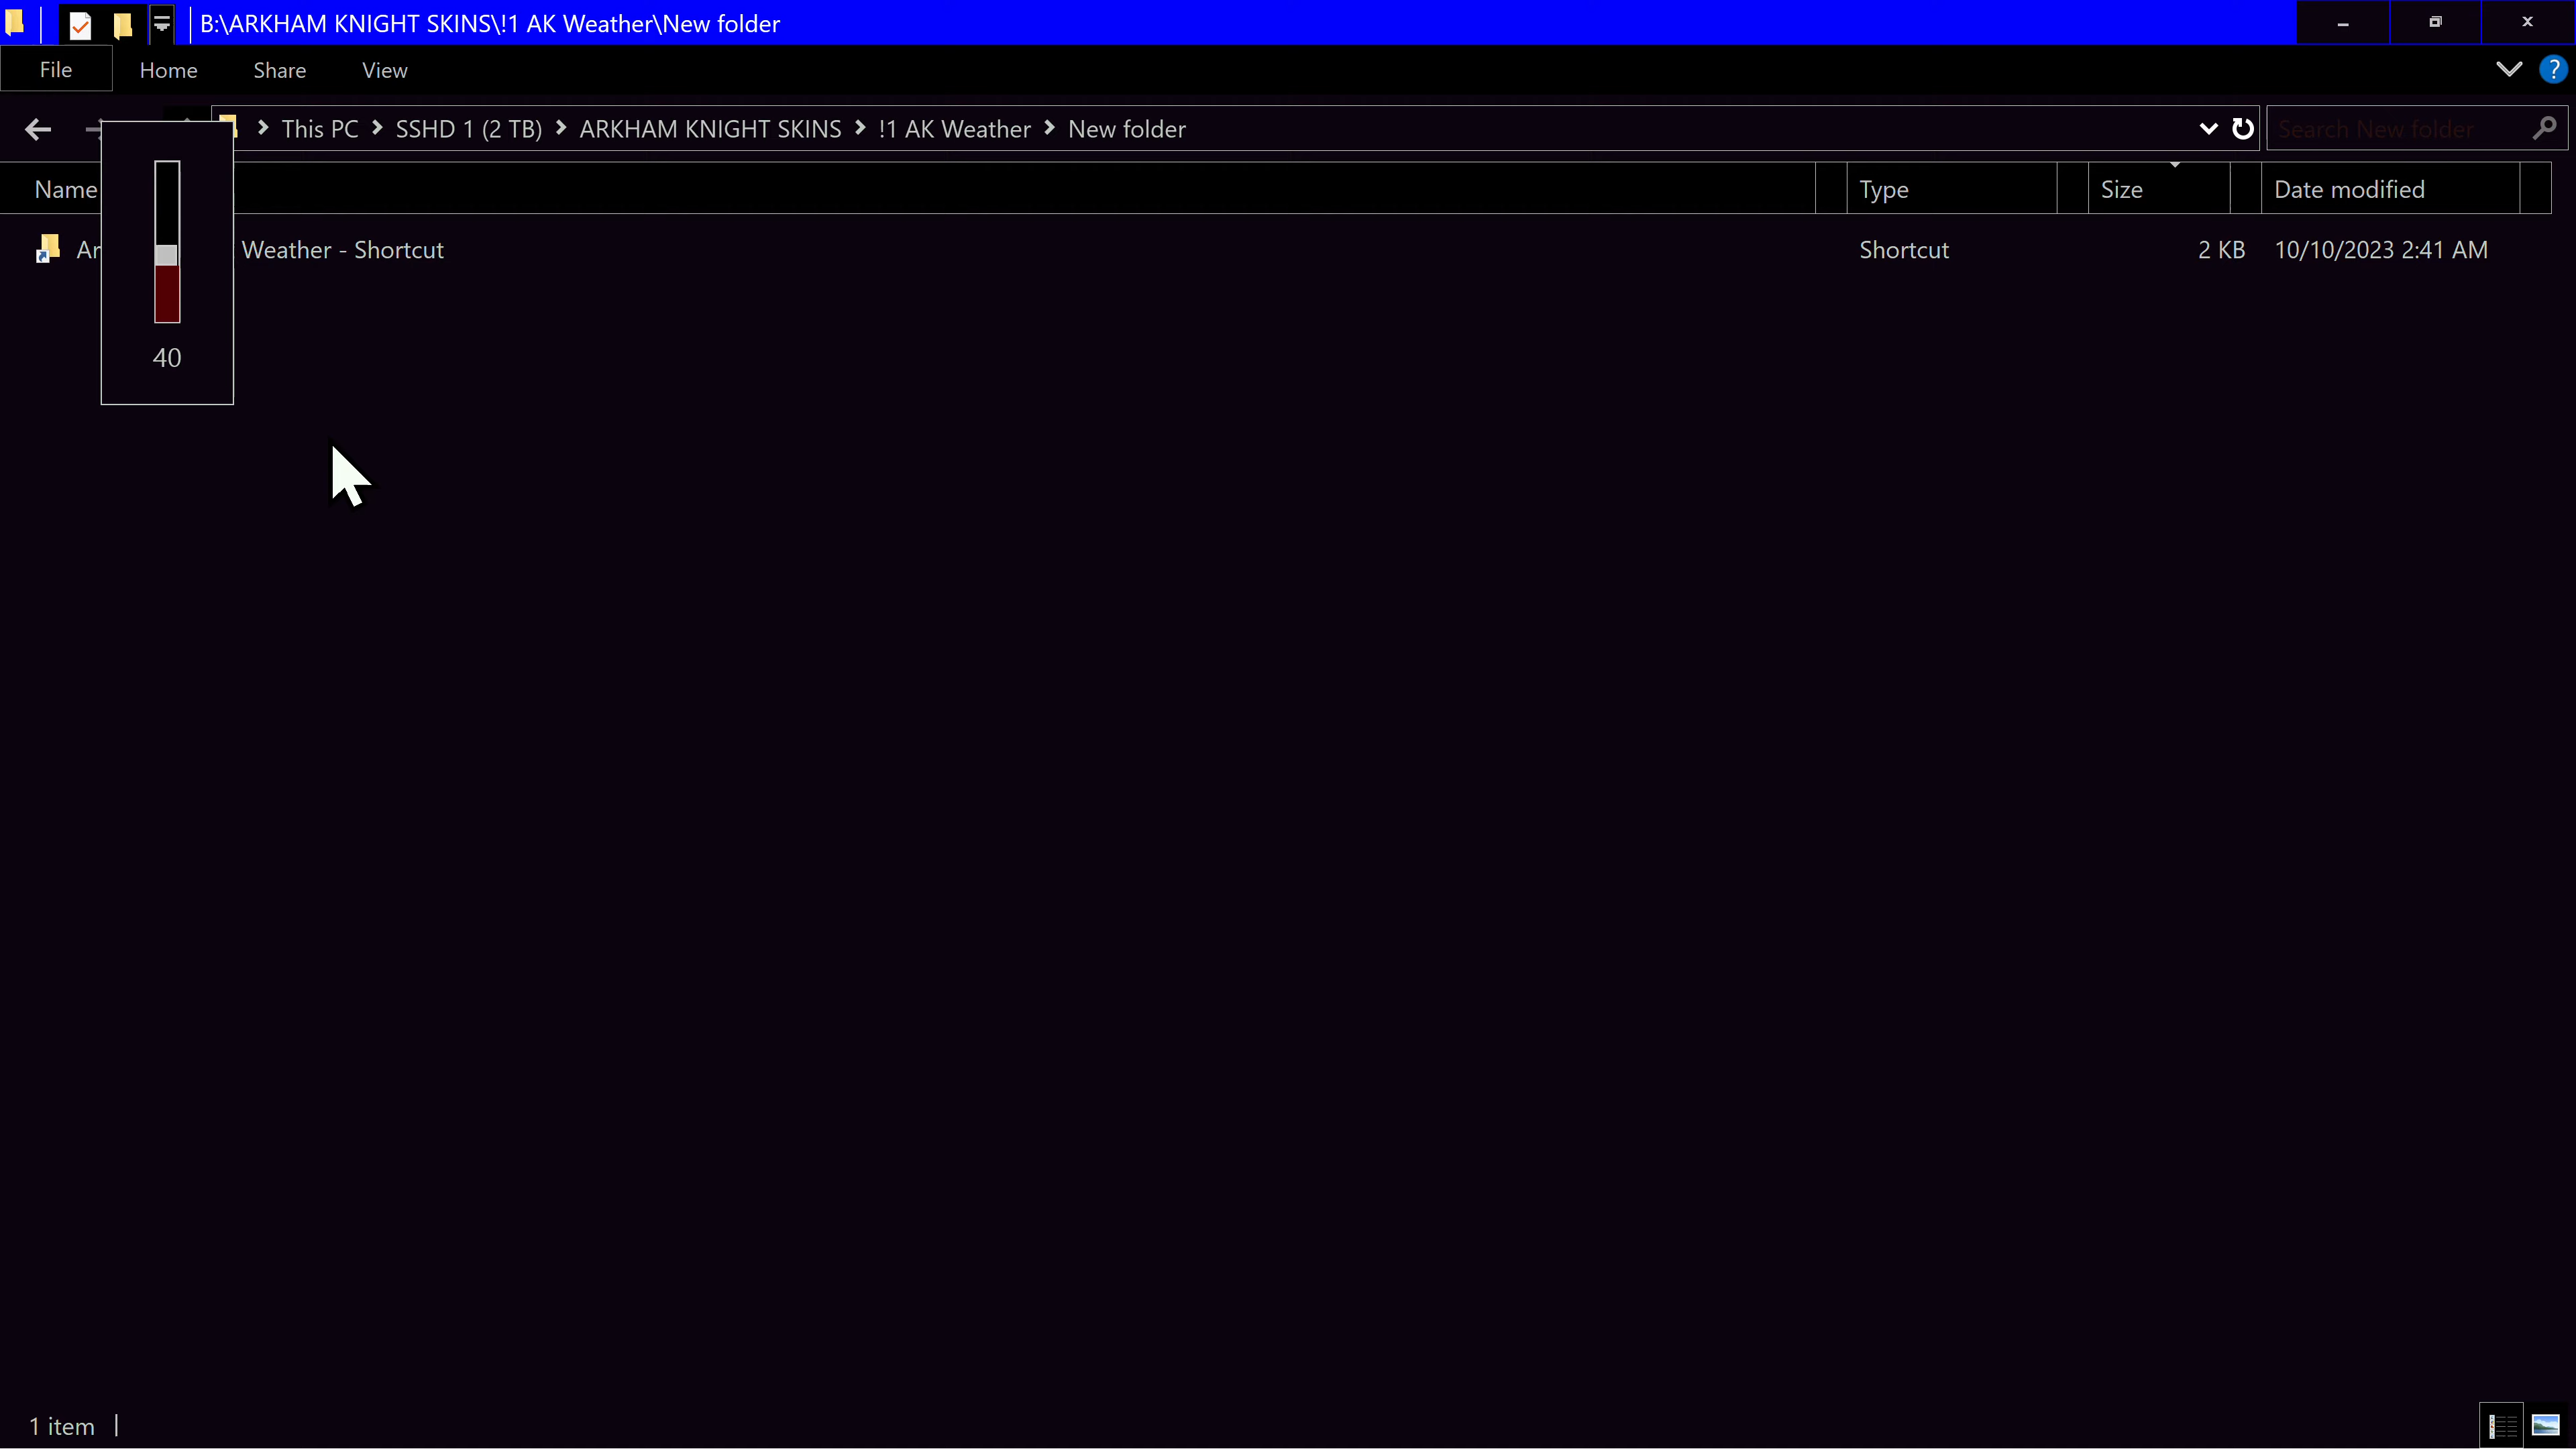 B:\ARKHAM KNIGHT SKINS\!1 AK Weather\New folder
File Home Share View
This PC SSHD 1 (2 TB) ARKHAM KNIGHT SKINS !1 AK Weather New folder
Search New folder
Name Type Size Date modified
Weather - Shortcut Shortcut 2 KB 10/10/2023 2:41 AM
40
1 item